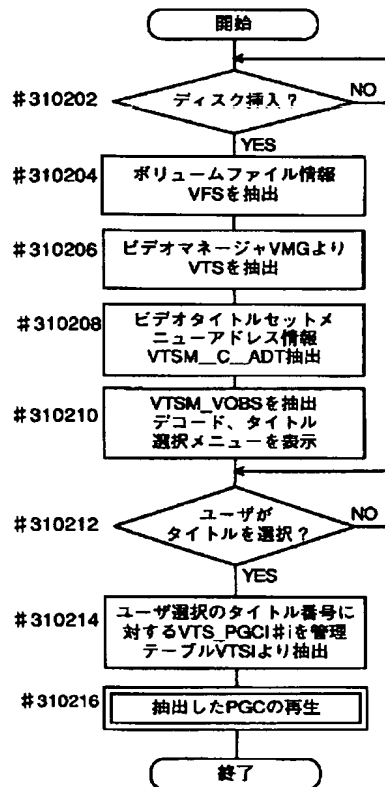 開始
#310202
ディスク挿入?
NO
YES
#310204
ボリュームファイル情報
VFSを抽出
#310206
ビデオマネージャVMGより
VTSを抽出
#310208
ビデオタイトルセットメ
ニューアドレス情報
VTSM__C__ADT抽出
#310210
VTSM_VOBSを抽出
デコード、タイトル
選択メニューを表示
#310212
ユーザが
タイトルを選択?
NO
YES
#310214
ユーザ選択のタイトル番号に
対するVTS_PGCI#iを管理
テーブルVTSIより抽出
#310216
抽出したPGCの再生
終了